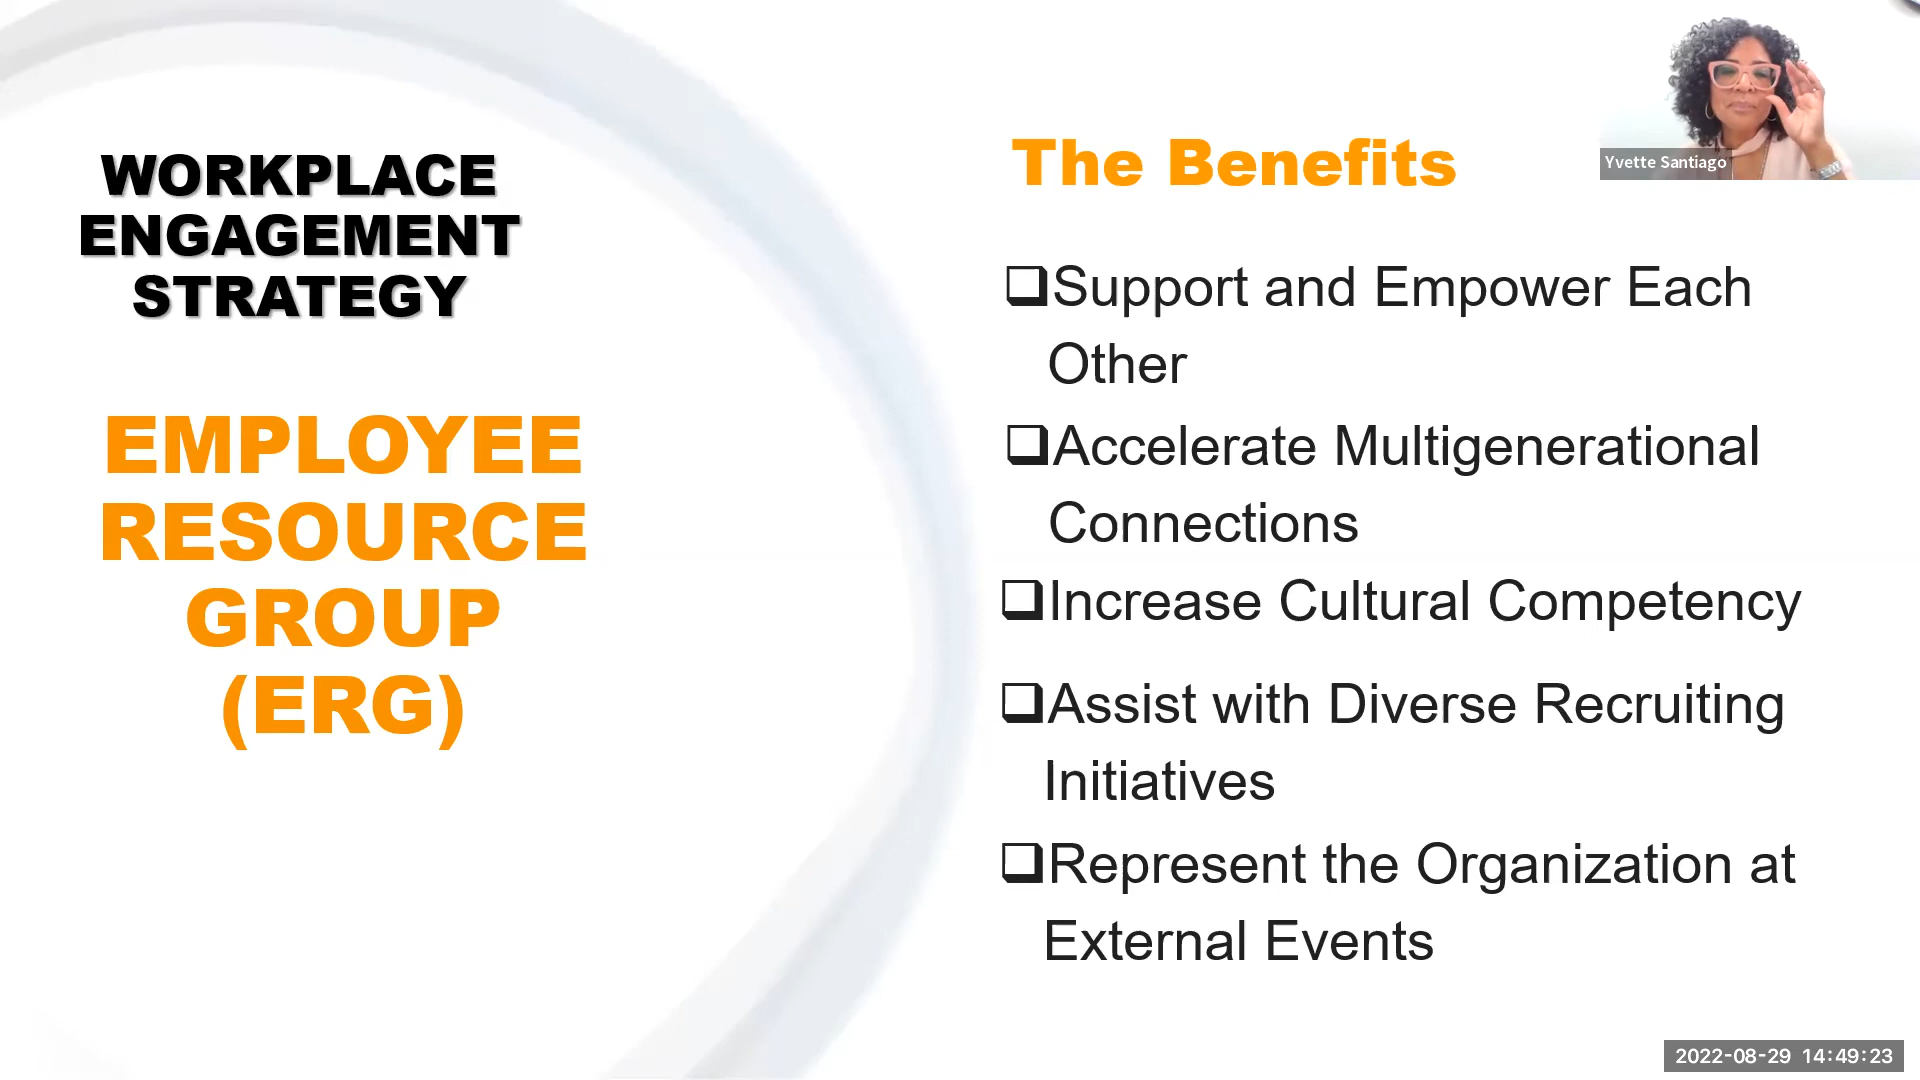 WORKPLACE
ENGAGEMENT
STRATEGY
EMPLOYEE
RESOURCE
GROUP
(ERG)
The Benefits
❑Support and Empower Each
Other
❑Accelerate Multigenerational
Connections
❑Increase Cultural Competency
❑Assist with Diverse Recruiting
Initiatives
❑Represent the Organization at
External Events
Yvette Santiago
2022-08-29 14:49:23